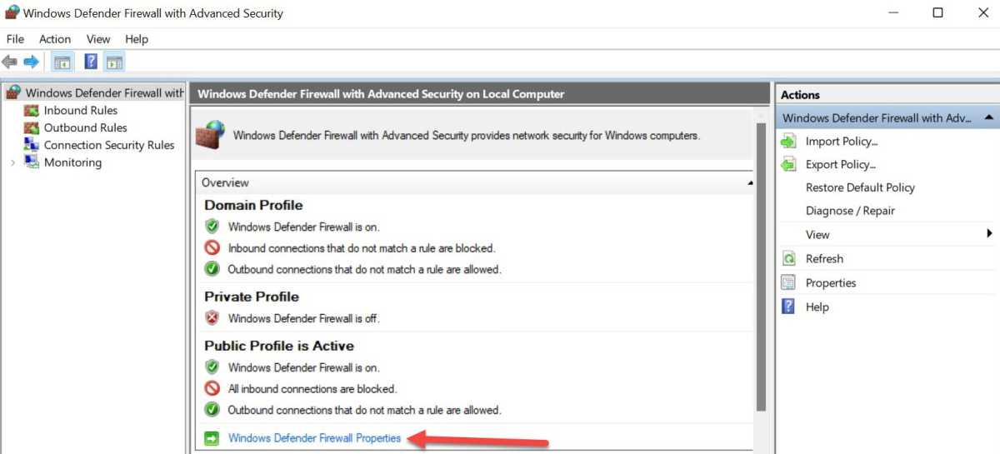 Windows Defender Firewall with Advanced Security
File Action View Help
Windows Defender Firewall with
Inbound Rules
Outbound Rules
Connection Security Rules
Monitoring
Windows Defender Firewall with Advanced Security on Local Computer
Windows Defender Firewall with Advanced Security provides network security for Windows computers.
Overview
Domain Profile
Windows Defender Firewall is on.
Inbound connections that do not match a rule are blocked.
Outbound connections that do not match a rule are allowed.
Private Profile
Windows Defender Firewall is off.
Public Profile is Active
Windows Defender Firewall is on.
All inbound connections are blocked.
Outbound connections that do not match a rule are allowed.
Windows Defender Firewall Properties
Actions
Windows Defender Firewall with Adv...
Import Policy...
Export Policy...
Restore Default Policy
Diagnose / Repair
View
Refresh
Properties
Help